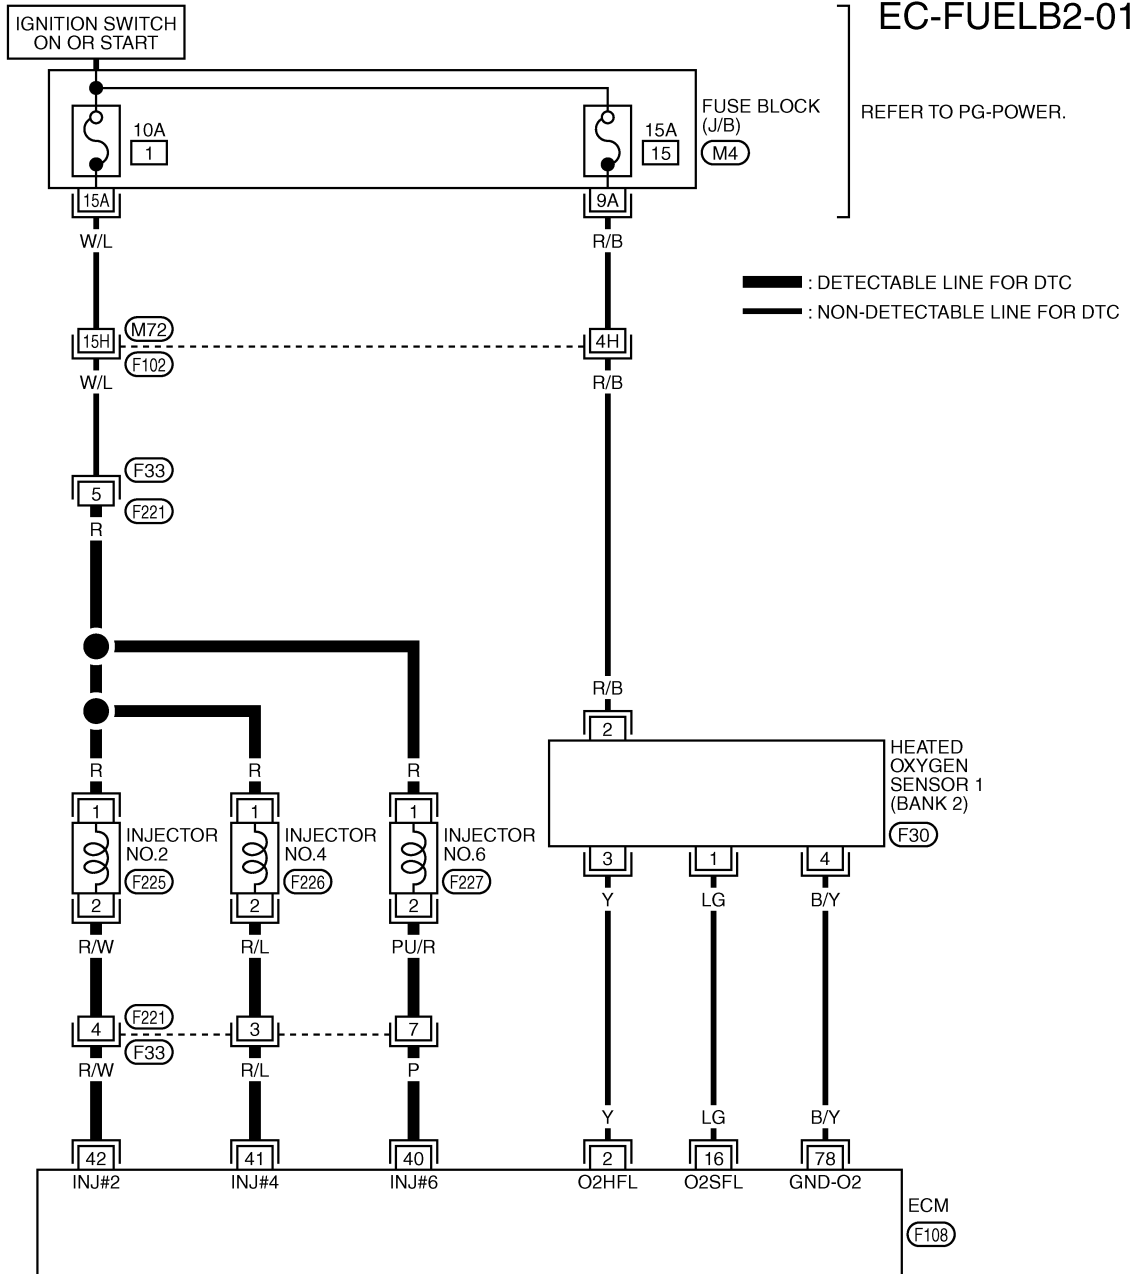 EC-FUELB2-01
IGNITION SWITCH
ON OR START
10A
1
15A
15
FUSE BLOCK
(J/B)
M4
REFER TO PG-POWER.
15A
9A
W/L
R/B
: DETECTABLE LINE FOR DTC
: NON-DETECTABLE LINE FOR DTC
15H
M72
F102
4H
W/L
R/B
5
F33
F221
R
R/B
2
HEATED
OXYGEN
SENSOR 1
(BANK 2)
F30
R
R
R
1
1
1
INJECTOR
NO.2
F225
INJECTOR
NO.4
F226
INJECTOR
NO.6
F227
2
2
2
3
1
4
Y
LG
B/Y
R/W
R/L
PU/R
4
F221
F33
3
7
R/W
R/L
P
Y
LG
B/Y
42
41
40
2
16
78
INJ#2
INJ#4
INJ#6
O2HFL
O2SFL
GND-O2
ECM
F108